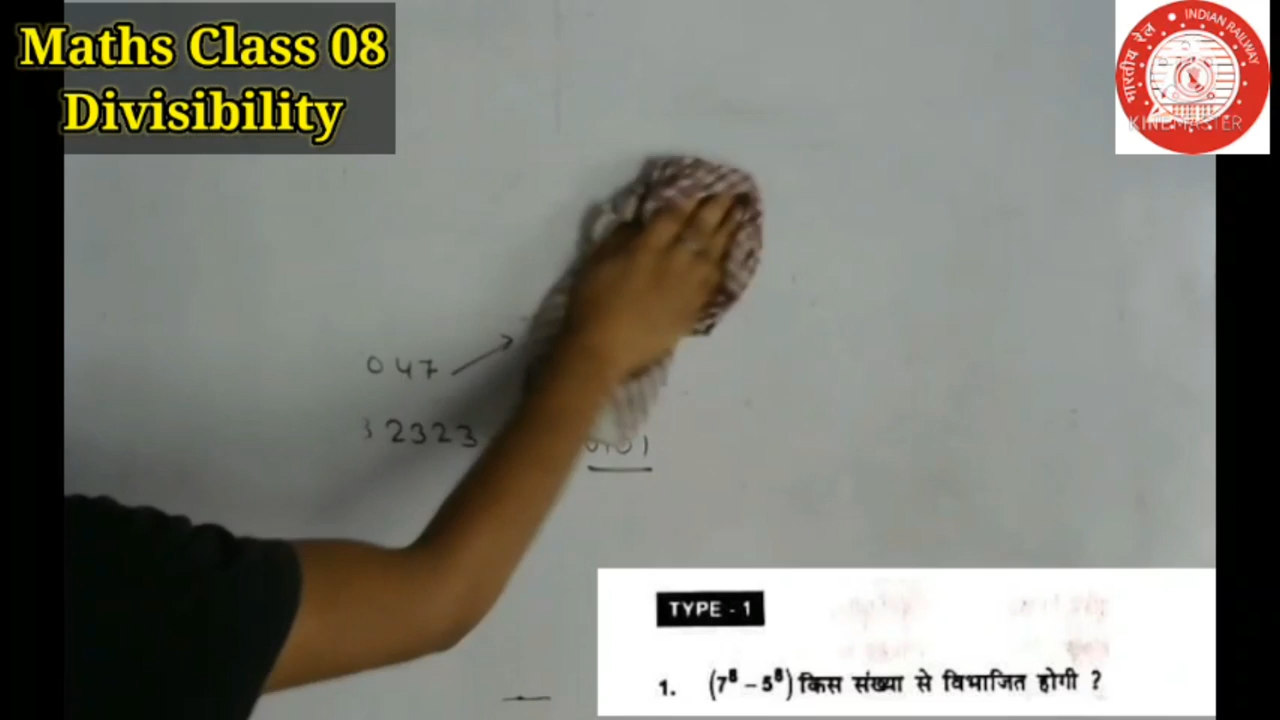 Maths Class 08
Divisibility
भारतीय रेल
INDIAN RAILWAY
KINEMASTER
047
2323
TYPE - 1
1. (7⁸ – 5⁸) किस संख्या से विभाजित होगी ?